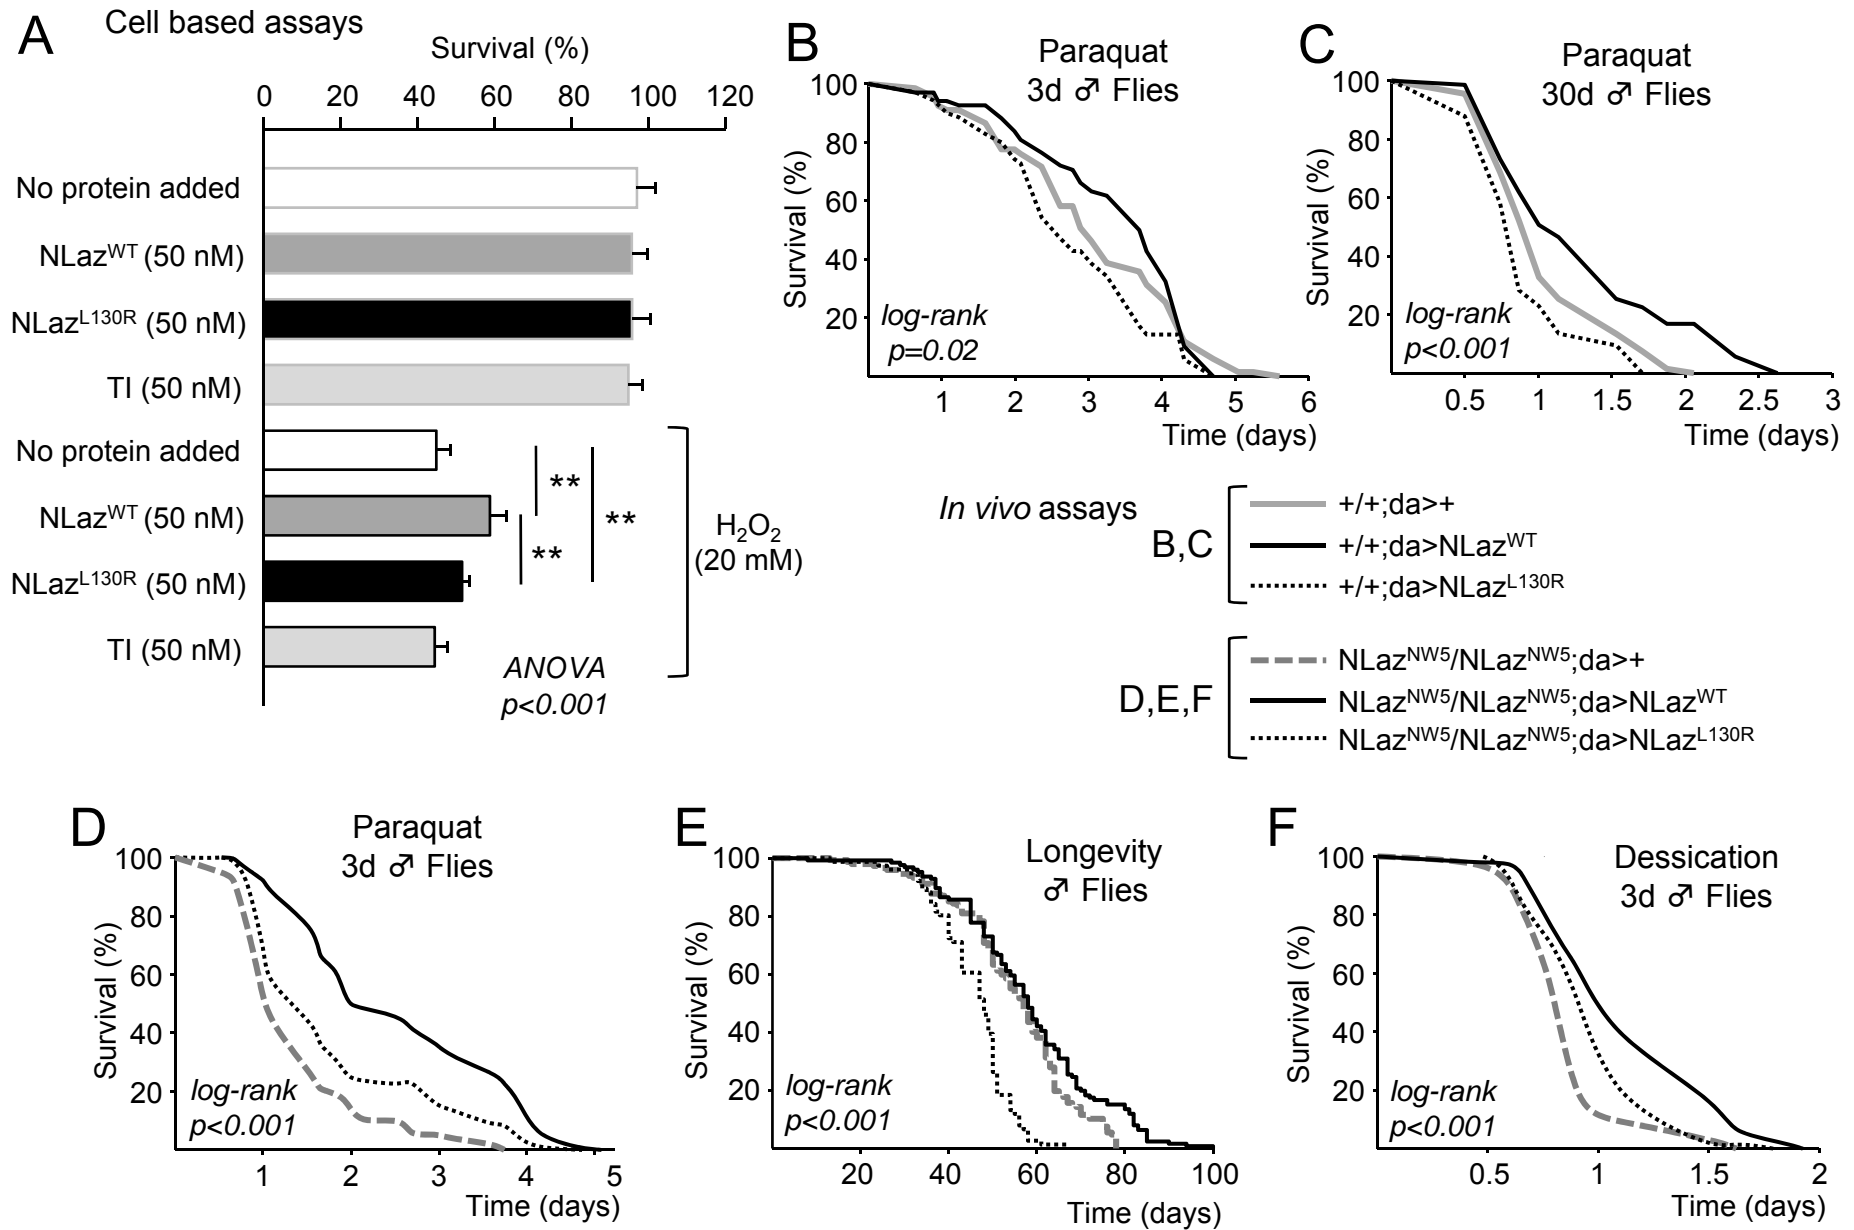 A
Cell based assays
Survival (%)
0 20 40 60 80 100 120
No protein added
NLaz^WT (50 nM)
NLaz^L130R (50 nM)
TI (50 nM)
No protein added
NLaz^WT (50 nM)
NLaz^L130R (50 nM)
TI (50 nM)
**
**
**
H₂O₂
(20 mM)
ANOVA
p<0.001
B
Paraquat
3d ♂ Flies
Survival (%)
100
80
60
40
20
log-rank
p=0.02
1 2 3 4 5 6
Time (days)
C
Paraquat
30d ♂ Flies
Survival (%)
100
80
60
40
20
log-rank
p<0.001
0.5 1 1.5 2 2.5 3
Time (days)
In vivo assays
B,C
+/+;da>+
+/+;da>NLaz^WT
+/+;da>NLaz^L130R
D,E,F
NLaz^NW5/NLaz^NW5;da>+
NLaz^NW5/NLaz^NW5;da>NLaz^WT
NLaz^NW5/NLaz^NW5;da>NLaz^L130R
D
Paraquat
3d ♂ Flies
Survival (%)
100
80
60
40
20
log-rank
p<0.001
1 2 3 4 5
Time (days)
E
Longevity
♂ Flies
Survival (%)
100
80
60
40
20
log-rank
p<0.001
20 40 60 80 100
Time (days)
F
Dessication
3d ♂ Flies
Survival (%)
100
80
60
40
20
log-rank
p<0.001
0.5 1 1.5 2
Time (days)